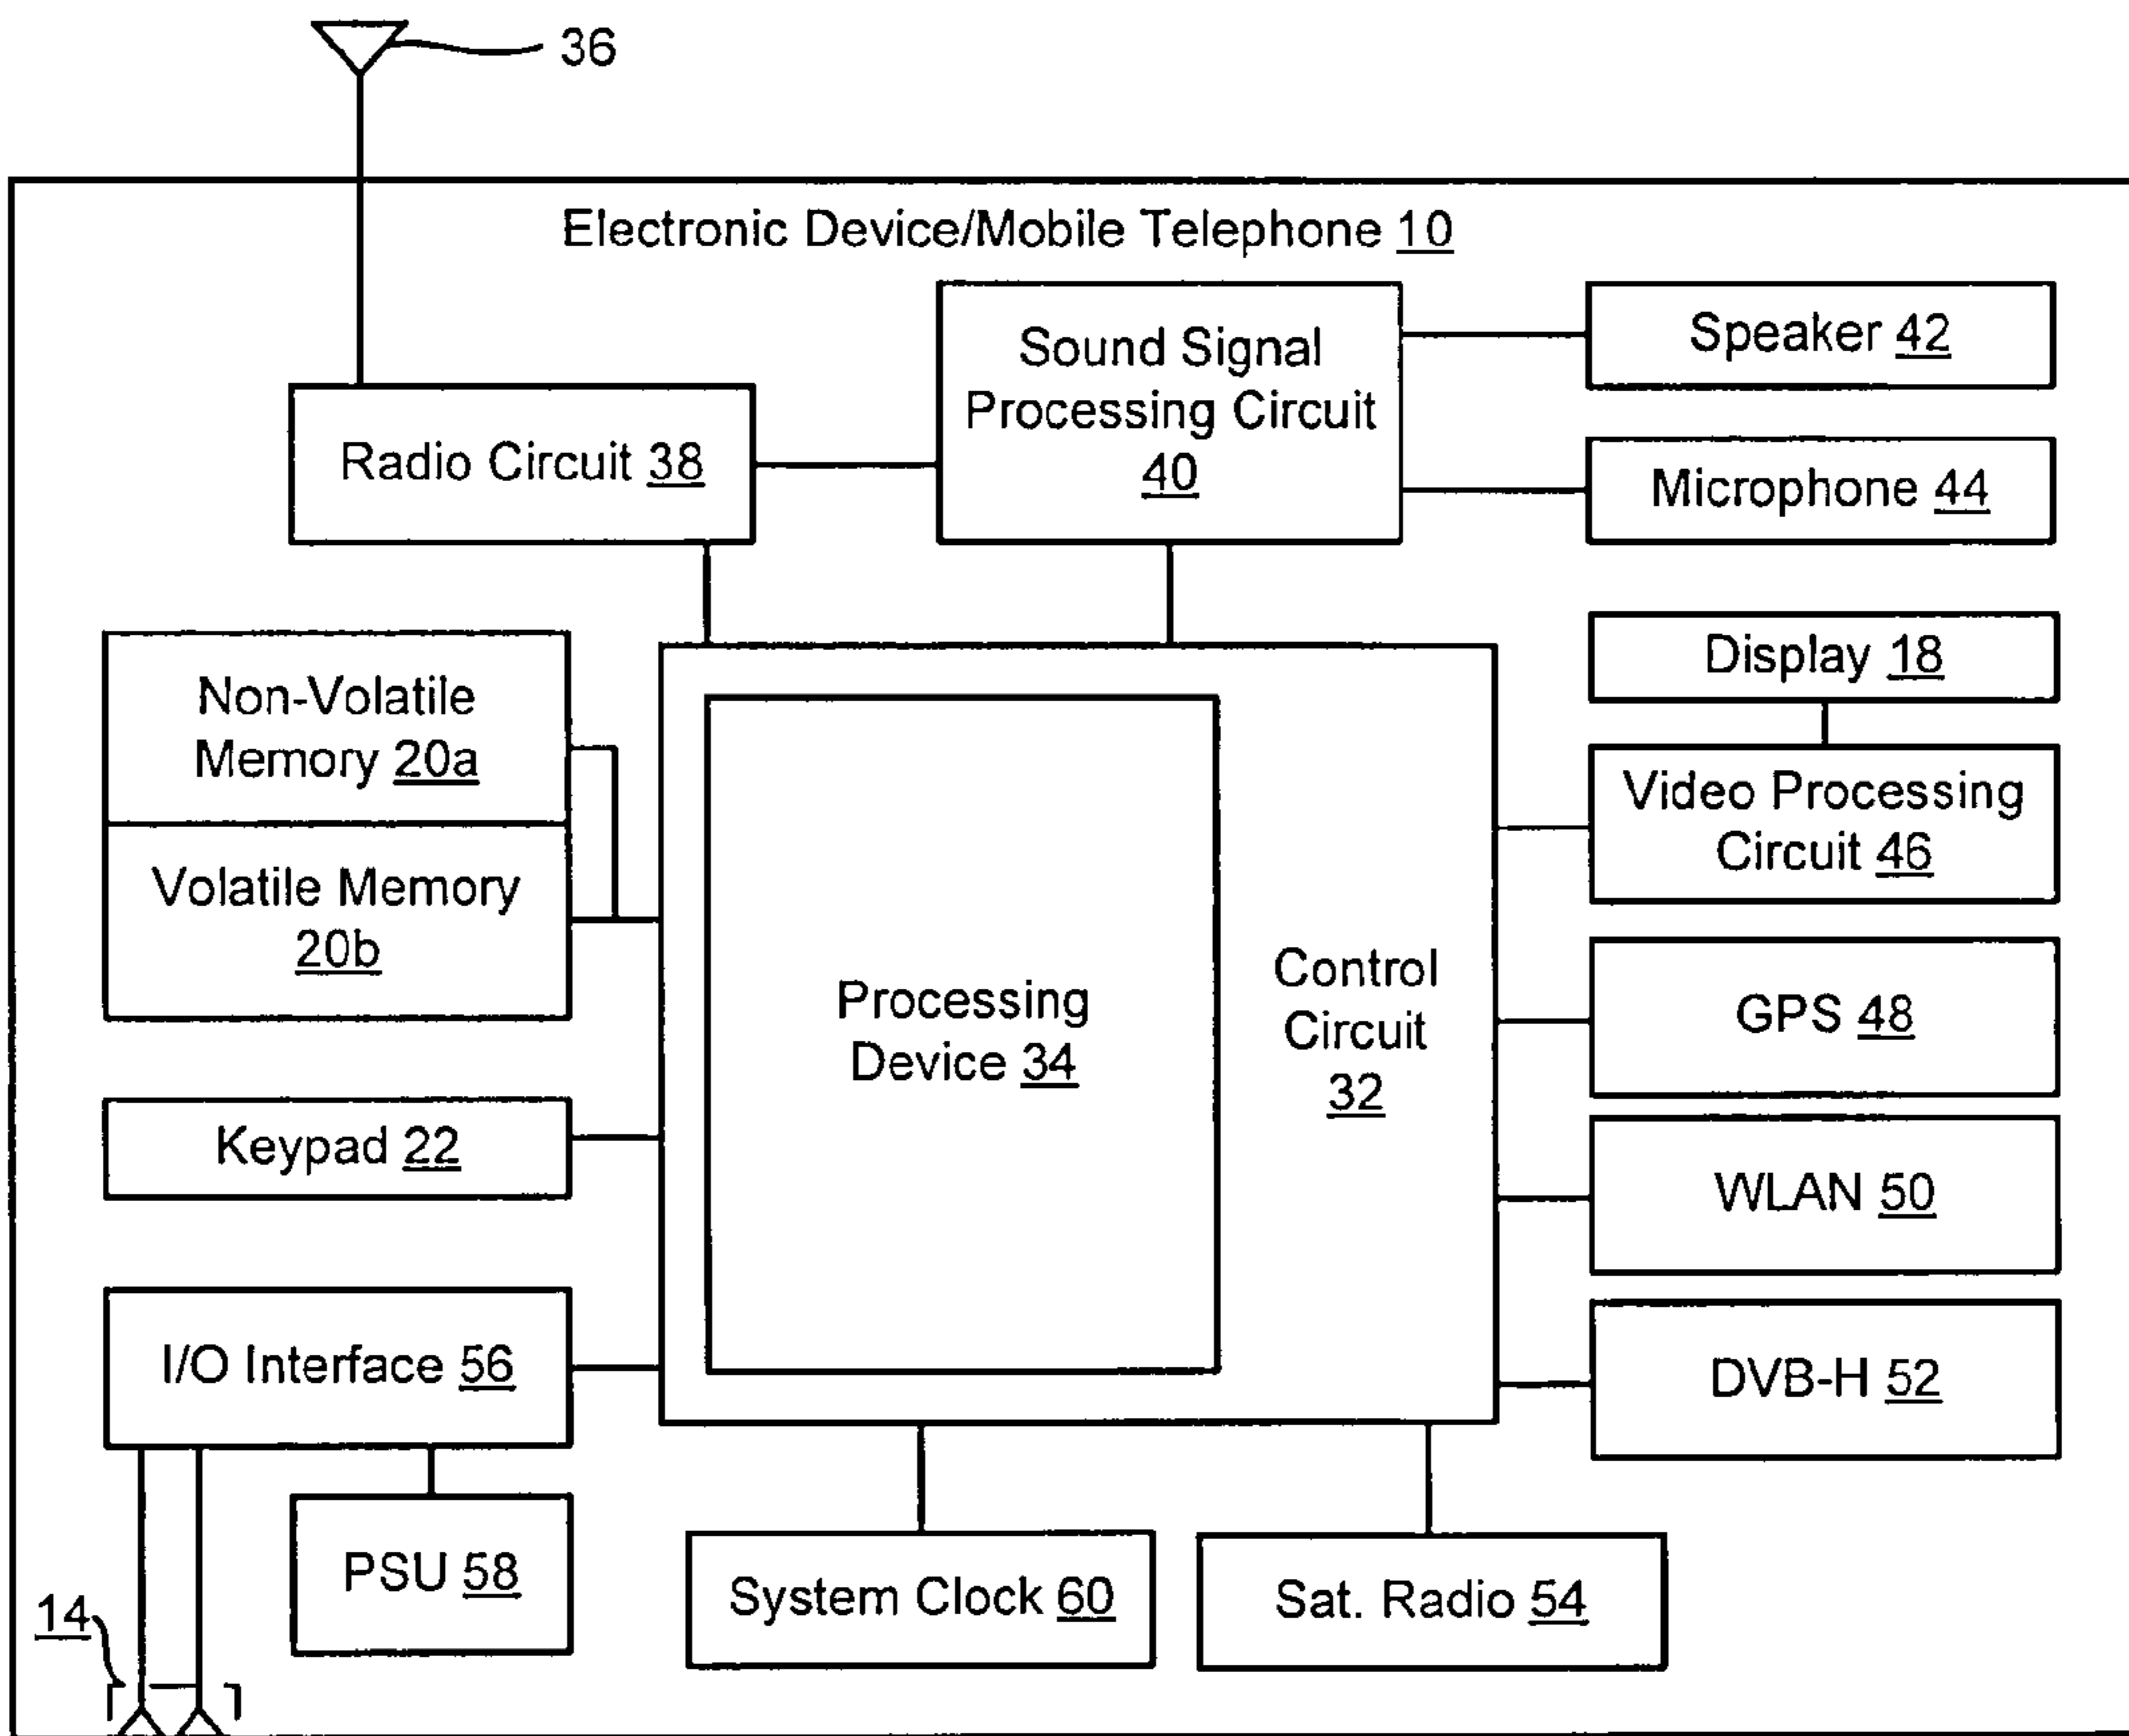 36
Electronic Device/Mobile Telephone 10
Sound Signal
Processing Circuit
40
Speaker 42
Microphone 44
Radio Circuit 38
Non-Volatile
Memory 20a
Volatile Memory
20b
Display 18
Video Processing
Circuit 46
Processing
Device 34
Control
Circuit
32
GPS 48
Keypad 22
WLAN 50
I/O Interface 56
DVB-H 52
PSU 58
System Clock 60
Sat. Radio 54
14